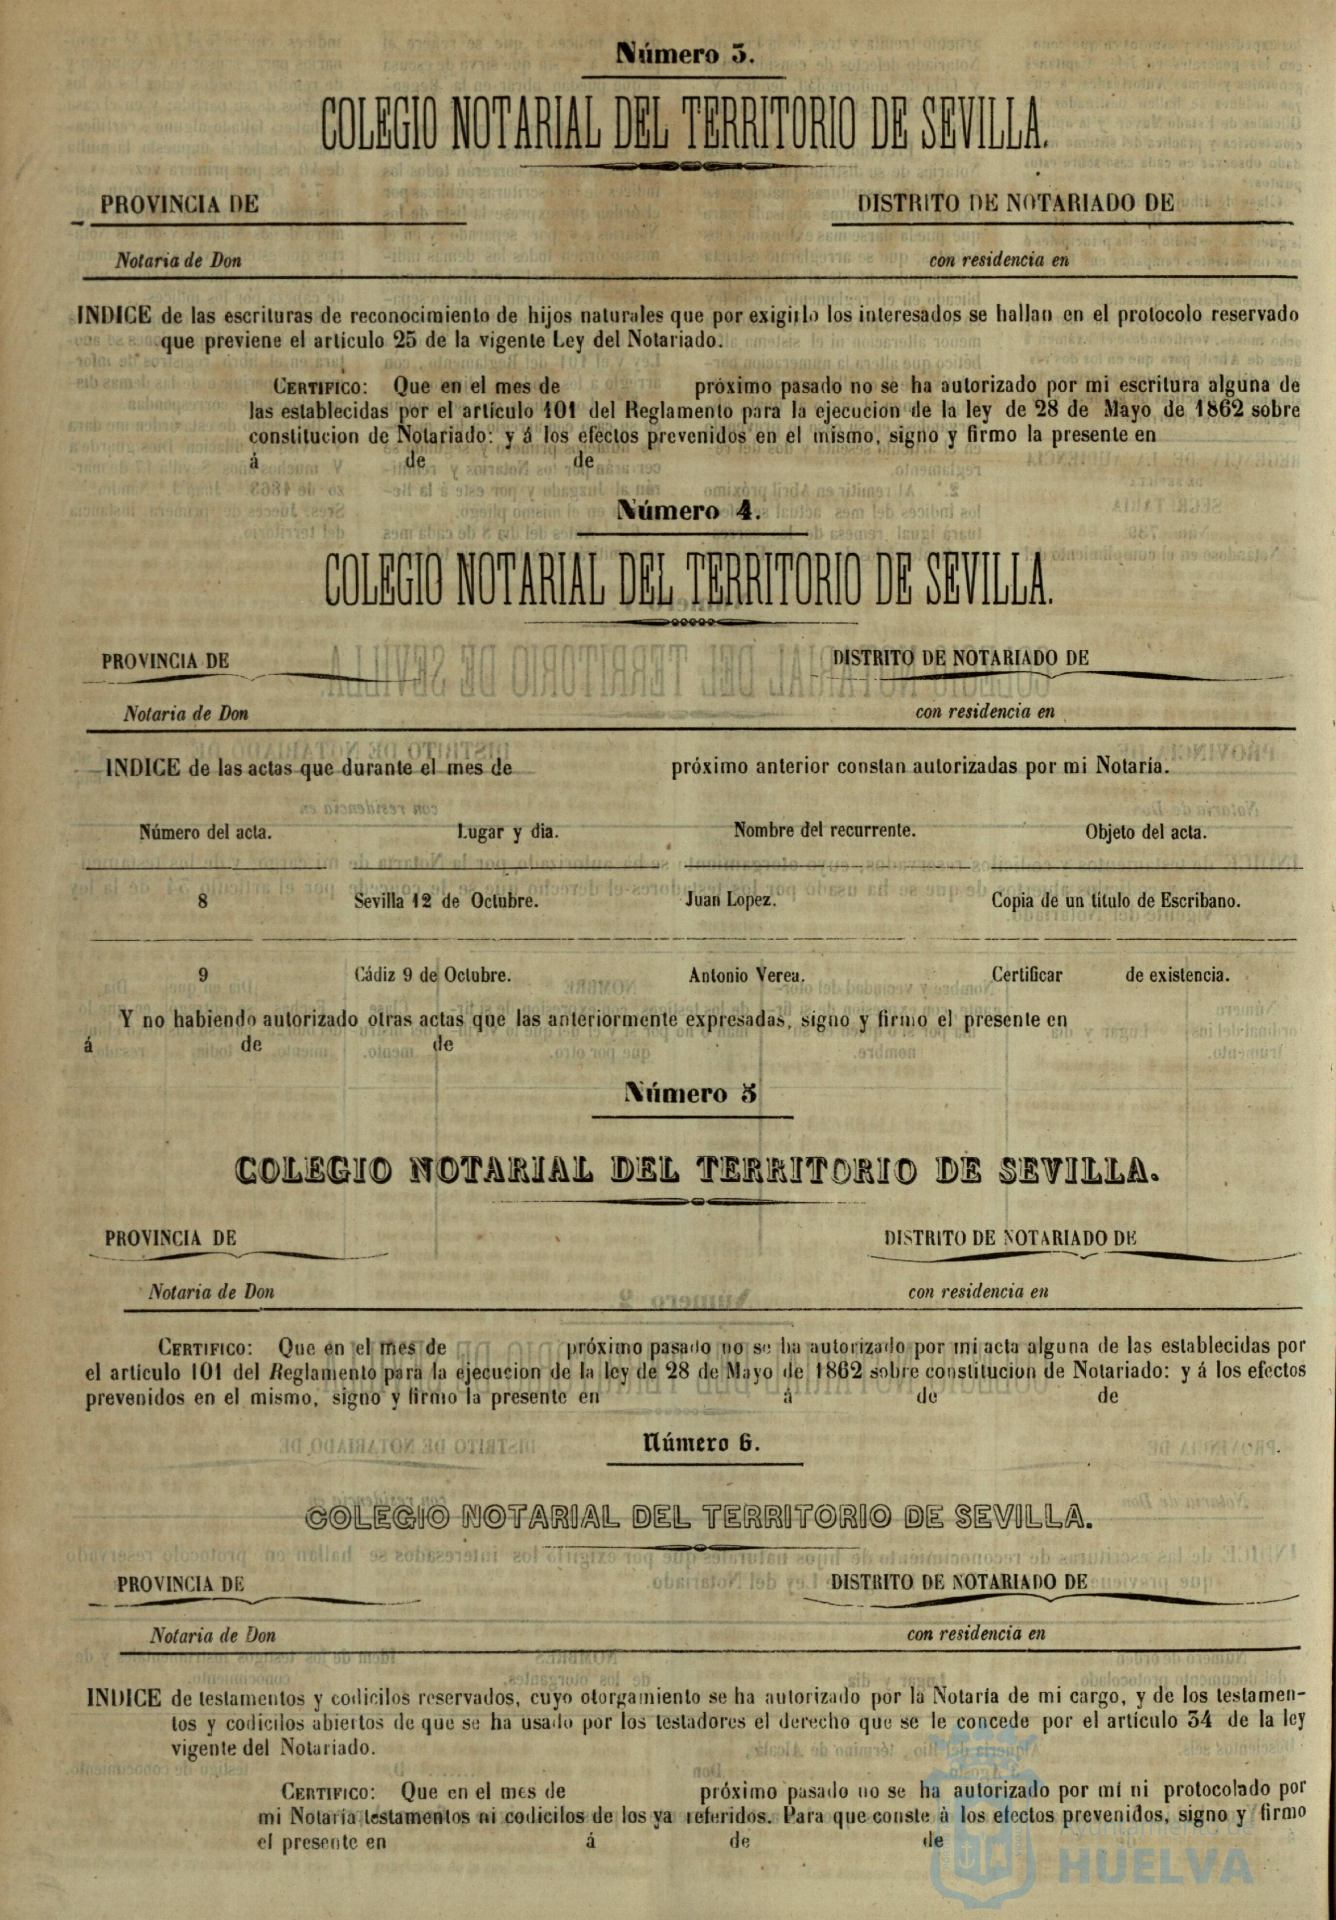 Número 3.
COLEGIO NOTARIAL DEL TERRITORIO DE SEVILLA.
PROVINCIA DE DISTRITO DE NOTARIADO DE
Notaria de Don con residencia en
INDICE de las escrituras de reconocimiento de hijos naturales que por exigirlo los interesados se hallan en el protocolo reservado
que previene el artículo 25 de la vigente Ley del Notariado.
CERTIFICO: Que en el mes de próximo pasado no se ha autorizado por mi escritura alguna de
las establecidas por el artículo 101 del Reglamento para la ejecucion de la ley de 28 de Mayo de 1862 sobre
constitucion de Notariado: y á los efectos prevenidos en el mismo, signo y firmo la presente en
á de de
Número 4.
COLEGIO NOTARIAL DEL TERRITORIO DE SEVILLA.
PROVINCIA DE DISTRITO DE NOTARIADO DE
Notaria de Don con residencia en
INDICE de las actas que durante el mes de próximo anterior constan autorizadas por mi Notaría.
Número del acta. Lugar y dia. Nombre del recurrente. Objeto del acta.
8 Sevilla 12 de Octubre. Juan Lopez. Copia de un título de Escribano.
9 Cádiz 9 de Octubre. Antonio Verea. Certificar de existencia.
Y no habiendo autorizado otras actas que las anteriormente expresadas, signo y firmo el presente en
á de de
Número 5
COLEGIO NOTARIAL DEL TERRITORIO DE SEVILLA.
PROVINCIA DE DISTRITO DE NOTARIADO DE
Notaria de Don con residencia en
CERTIFICO: Que en el mes de próximo pasado no se ha autorizado por mi acta alguna de las establecidas por
el artículo 101 del Reglamento para la ejecucion de la ley de 28 de Mayo de 1862 sobre constitucion de Notariado: y á los efectos
prevenidos en el mismo, signo y firmo la presente en á de de
Número 6.
COLEGIO NOTARIAL DEL TERRITORIO DE SEVILLA.
PROVINCIA DE DISTRITO DE NOTARIADO DE
Notaria de Don con residencia en
INDICE de testamentos y codicilos reservados, cuyo otorgamiento se ha autorizado por la Notaría de mi cargo, y de los testamen-
tos y codicilos abiertos de que se ha usado por los testadores el derecho que se le concede por el artículo 34 de la ley
vigente del Notariado.
CERTIFICO: Que en el mes de próximo pasado no se ha autorizado por mí ni protocolado por
mi Notaría testamentos ni codicilos de los ya referidos. Para que conste á los efectos prevenidos, signo y firmo
el presente en á de de
Ayuntamiento de
HUELVA